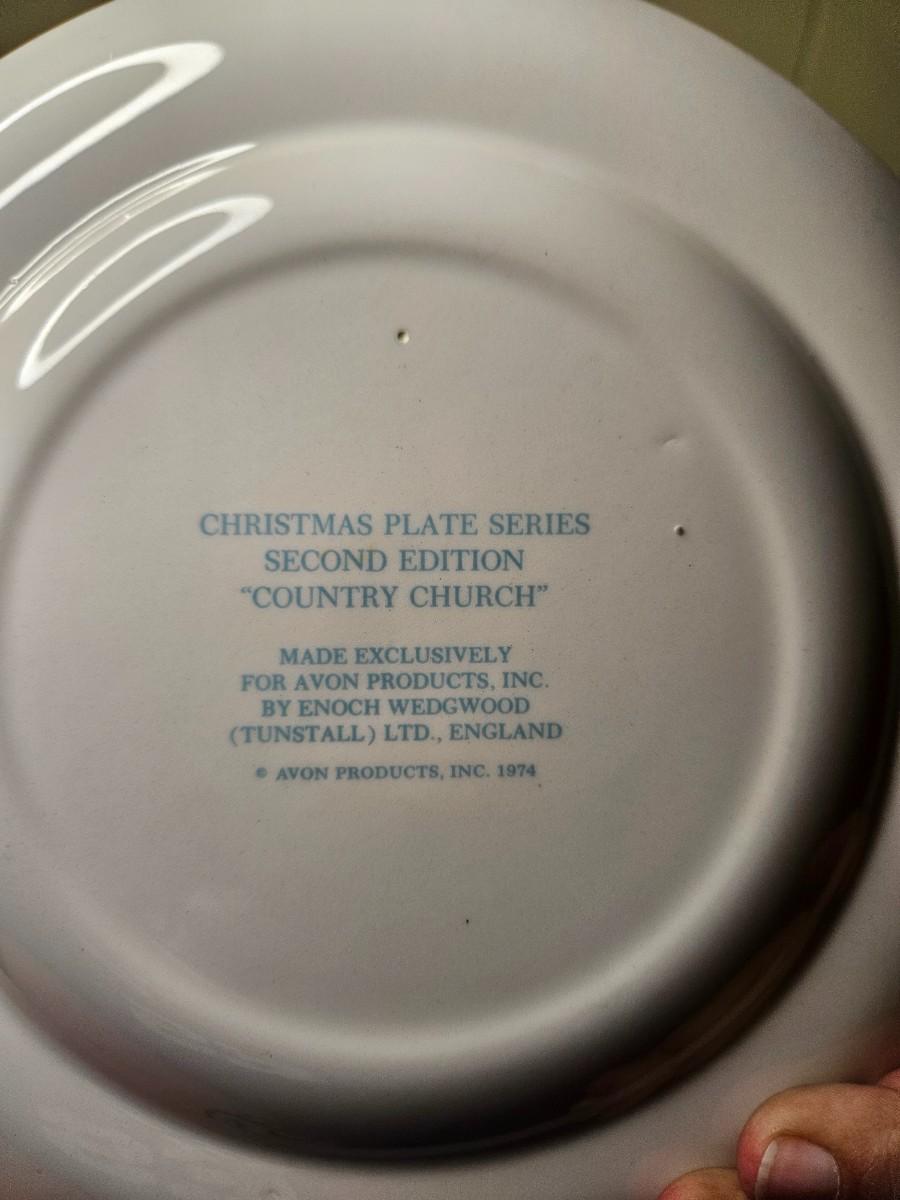 CHRISTMAS PLATE SERIES
SECOND EDITION
“COUNTRY CHURCH”
MADE EXCLUSIVELY
FOR AVON PRODUCTS, INC.
BY ENOCH WEDGWOOD
(TUNSTALL) LTD., ENGLAND
© AVON PRODUCTS, INC. 1974